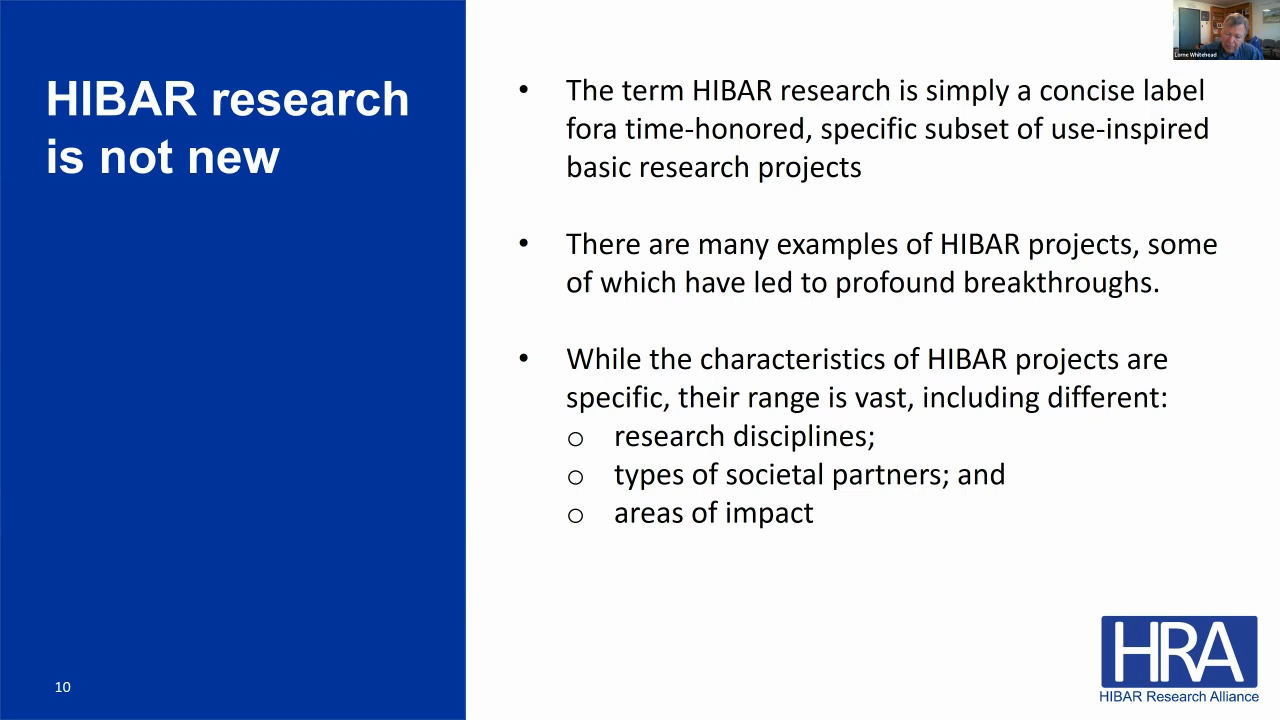 HIBAR research
is not new
• The term HIBAR research is simply a concise label
fora time-honored, specific subset of use-inspired
basic research projects
• There are many examples of HIBAR projects, some
of which have led to profound breakthroughs.
• While the characteristics of HIBAR projects are
specific, their range is vast, including different:
o research disciplines;
o types of societal partners; and
o areas of impact
10
Lorne Whitehead
HRA
HIBAR Research Alliance